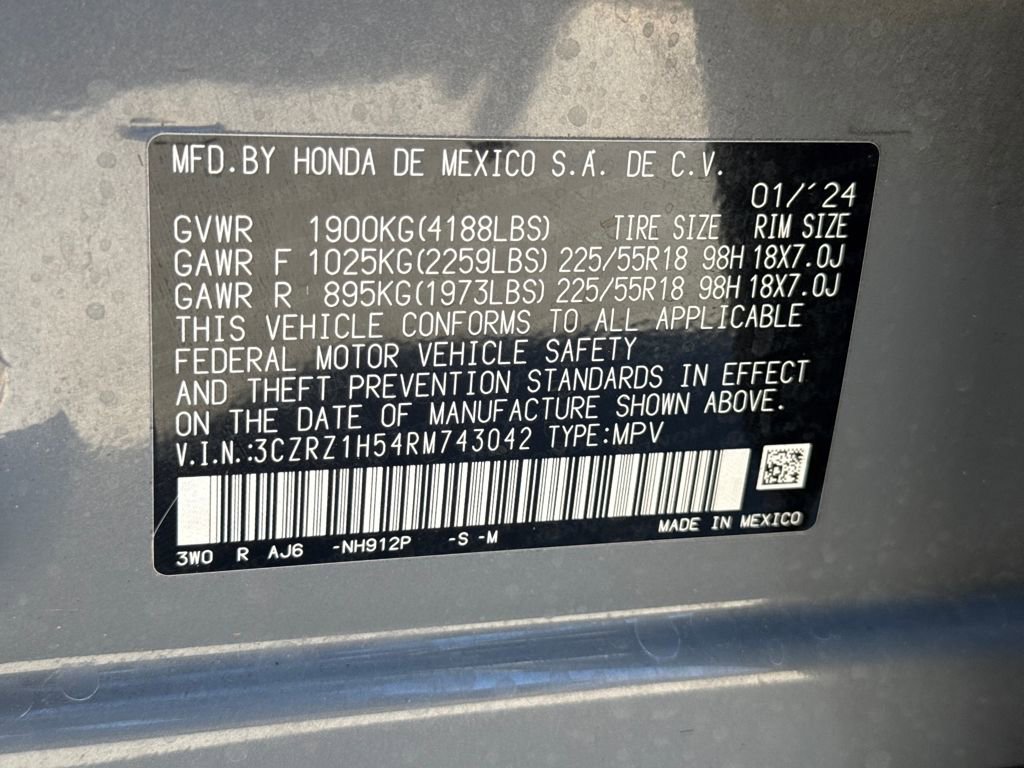 MFD.BY HONDA DE MEXICO S.A. DE C.V.
01/'24
GVWR 1900KG(4188LBS) TIRE SIZE RIM SIZE
GAWR F 1025KG(2259LBS) 225/55R18 98H 18X7.0J
GAWR R 895KG(1973LBS) 225/55R18 98H 18X7.0J
THIS VEHICLE CONFORMS TO ALL APPLICABLE
FEDERAL MOTOR VEHICLE SAFETY
AND THEFT PREVENTION STANDARDS IN EFFECT
ON THE DATE OF MANUFACTURE SHOWN ABOVE.
V.I.N.:3CZRZ1H54RM743042 TYPE:MPV
MADE IN MEXICO
3W0 R AJ6 -NH912P -S -M